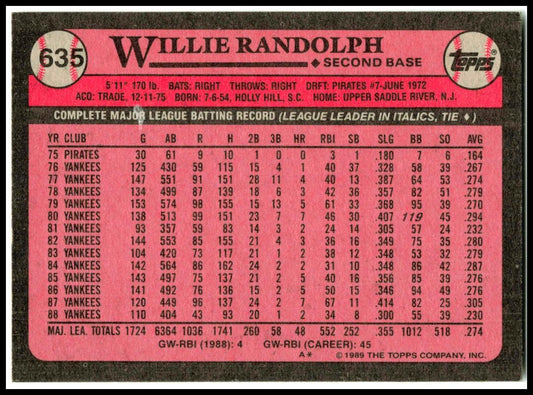 635
WILLIE RANDOLPH
♦ SECOND BASE
Topps
5'11" 170 lb. BATS: RIGHT THROWS: RIGHT DRFT: PIRATES #7-JUNE 1972
ACQ: TRADE, 12-11-75 BORN: 7-6-54, HOLLY HILL, S.C. HOME: UPPER SADDLE RIVER, N.J.
COMPLETE MAJOR LEAGUE BATTING RECORD (LEAGUE LEADER IN ITALICS, TIE ♦)
YR CLUB G AB R H 2B 3B HR RBI SB SLG BB SO AVG
75 PIRATES 30 61 9 10 1 0 0 3 1 .180 7 6 .164
76 YANKEES 125 430 59 115 15 4 1 40 37 .328 58 39 .267
77 YANKEES 147 551 91 151 28 11 4 40 13 .387 64 53 .274
78 YANKEES 134 499 87 139 18 6 3 42 36 .357 82 51 .279
79 YANKEES 153 574 98 155 15 13 5 61 33 .368 95 39 .270
80 YANKEES 138 513 99 151 23 7 7 46 30 .407 119 45 .294
81 YANKEES 93 357 59 83 14 3 2 24 14 .305 57 24 .232
82 YANKEES 144 553 85 155 21 4 3 36 16 .349 75 35 .280
83 YANKEES 104 420 73 117 21 1 2 38 12 .348 53 32 .279
84 YANKEES 142 564 86 162 24 2 2 31 10 .348 86 42 .287
85 YANKEES 143 497 75 137 21 2 5 40 16 .356 85 39 .276
86 YANKEES 141 492 76 136 15 2 5 50 15 .346 94 49 .276
87 YANKEES 120 449 96 137 24 2 7 67 11 .414 82 25 .305
88 YANKEES 110 404 43 93 20 1 2 34 8 .300 55 39 .230
MAJ. LEA. TOTALS 1724 6364 1036 1741 260 58 48 552 252 .355 1012 518 .274
GW-RBI (1988): 4 GW-RBI (CAREER): 45
A* ©1989 THE TOPPS COMPANY, INC.